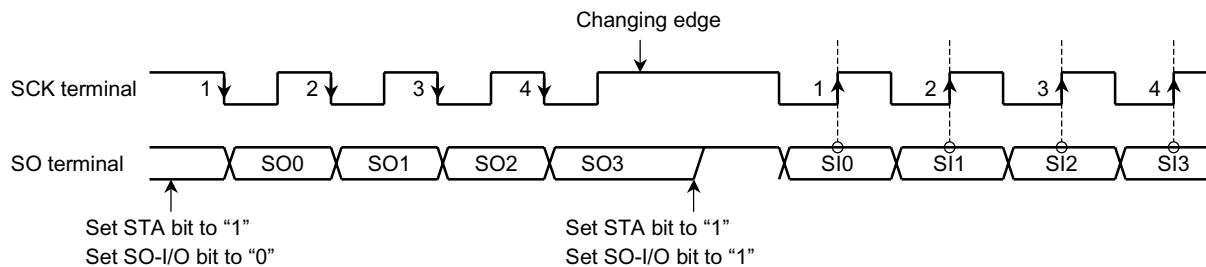 Changing edge
SCK terminal 1 2 3 4 1 2 3 4
SO terminal SO0 SO1 SO2 SO3 SI0 SI1 SI2 SI3
Set STA bit to “1” Set STA bit to “1”
Set SO-I/O bit to “0” Set SO-I/O bit to “1”